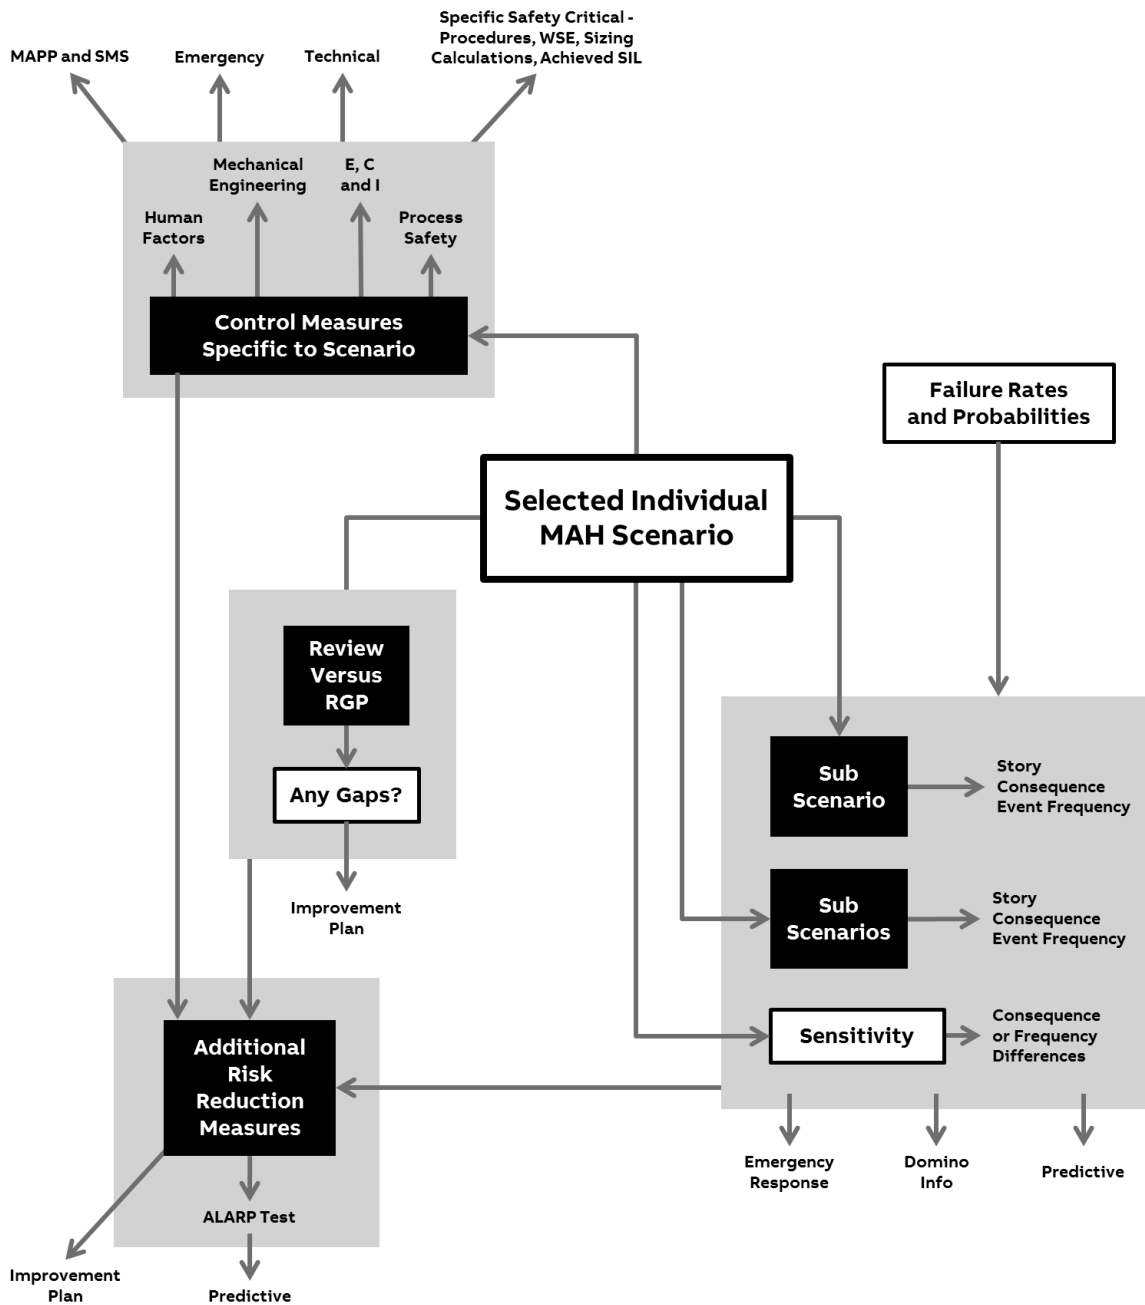 Specific Safety Critical -
Procedures, WSE, Sizing
Calculations, Achieved SIL
MAPP and SMS
Emergency
Technical
Mechanical
Engineering
E, C
and I
Human
Factors
Process
Safety
Control Measures
Specific to Scenario
Failure Rates
and Probabilities
Selected Individual
MAH Scenario
Review
Versus
RGP
Any Gaps?
Improvement
Plan
Sub
Scenario
Story
Consequence
Event Frequency
Sub
Scenarios
Story
Consequence
Event Frequency
Sensitivity
Consequence
or Frequency
Differences
Additional
Risk
Reduction
Measures
Emergency
Response
Domino
Info
Predictive
ALARP Test
Improvement
Plan
Predictive